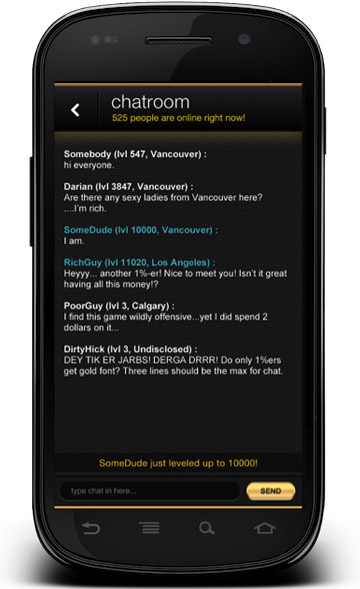 chatroom
525 people are online right now!
Somebody (lvl 547, Vancouver) :
hi everyone.
Darian (lvl 3847, Vancouver) :
Are there any sexy ladies from Vancouver here?
....I'm rich.
SomeDude (lvl 10000, Vancouver) :
I am.
RichGuy (lvl 11020, Los Angeles) :
Heyyy... another 1%-er! Nice to meet you! Isn't it great
having all this money!?
PoorGuy (lvl 3, Calgary) :
I find this game wildly offensive...yet I did spend 2
dollars on it...
DirtyHick (lvl 3, Undisclosed) :
DEY TIK ER JARBS! DERGA DRRR! Do only 1%ers
get gold font? Three lines should be the max for chat.
SomeDude just leveled up to 10000!
type chat in here...
SEND